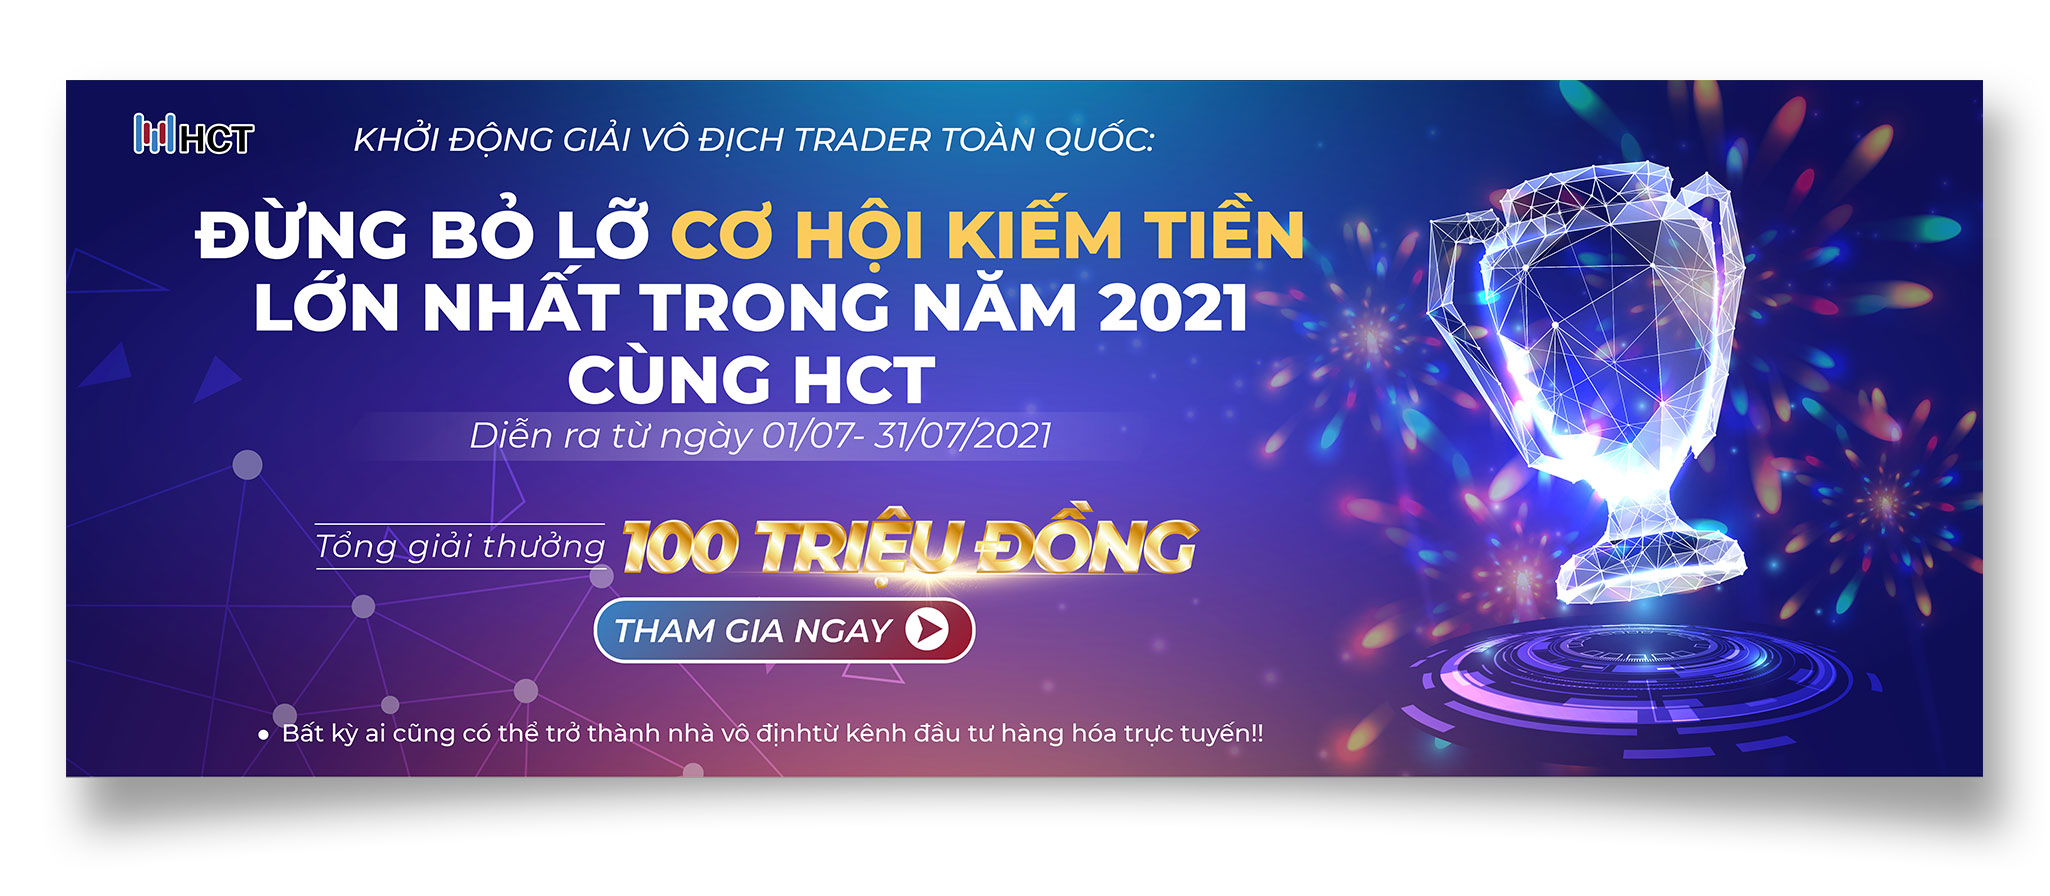 HCT
KHỞI ĐỘNG GIẢI VÔ ĐỊCH TRADER TOÀN QUỐC:
ĐỪNG BỎ LỠ CƠ HỘI KIẾM TIỀN
LỚN NHẤT TRONG NĂM 2021
CÙNG HCT
Diễn ra từ ngày 01/07- 31/07/2021
Tổng giải thưởng 100 TRIỆU ĐỒNG
THAM GIA NGAY
• Bất kỳ ai cũng có thể trở thành nhà vô địnhtừ kênh đầu tư hàng hóa trực tuyến!!